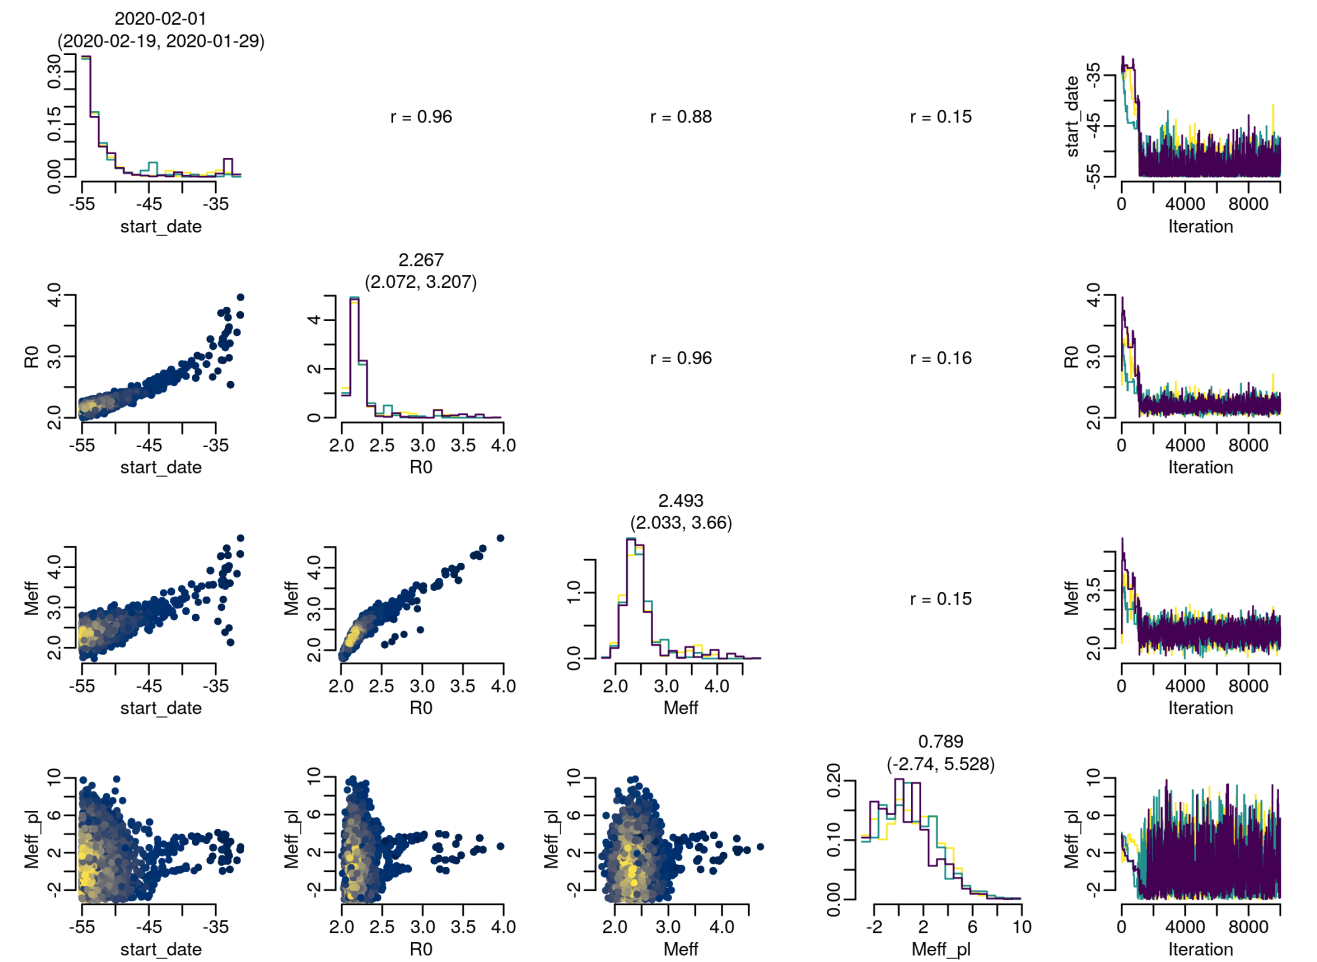 2020-02-01
(2020-02-19, 2020-01-29)
0.00 0.15 0.30
-55 -45 -35
start_date
r = 0.96
r = 0.88
r = 0.15
start_date
-55 -45 -35
0 4000 8000
Iteration
R0
2.0 3.0 4.0
-55 -45 -35
start_date
2.267
(2.072, 3.207)
0 2 4
2.0 2.5 3.0 3.5 4.0
R0
r = 0.96
r = 0.16
R0
2.0 3.0 4.0
0 4000 8000
Iteration
Meff
2.0 3.0 4.0
-55 -45 -35
start_date
Meff
2.0 3.0 4.0
2.0 2.5 3.0 3.5 4.0
R0
2.493
(2.033, 3.66)
0.0 1.0
2.0 3.0 4.0
Meff
r = 0.15
Meff
2.0 3.5
0 4000 8000
Iteration
Meff_pl
-2 2 6 10
-55 -45 -35
start_date
Meff_pl
-2 2 6 10
2.0 2.5 3.0 3.5 4.0
R0
Meff_pl
-2 2 6 10
2.0 3.0 4.0
Meff
0.789
(-2.74, 5.528)
0.00 0.10 0.20
-2 2 6 10
Meff_pl
Meff_pl
-2 2 6 10
0 4000 8000
Iteration